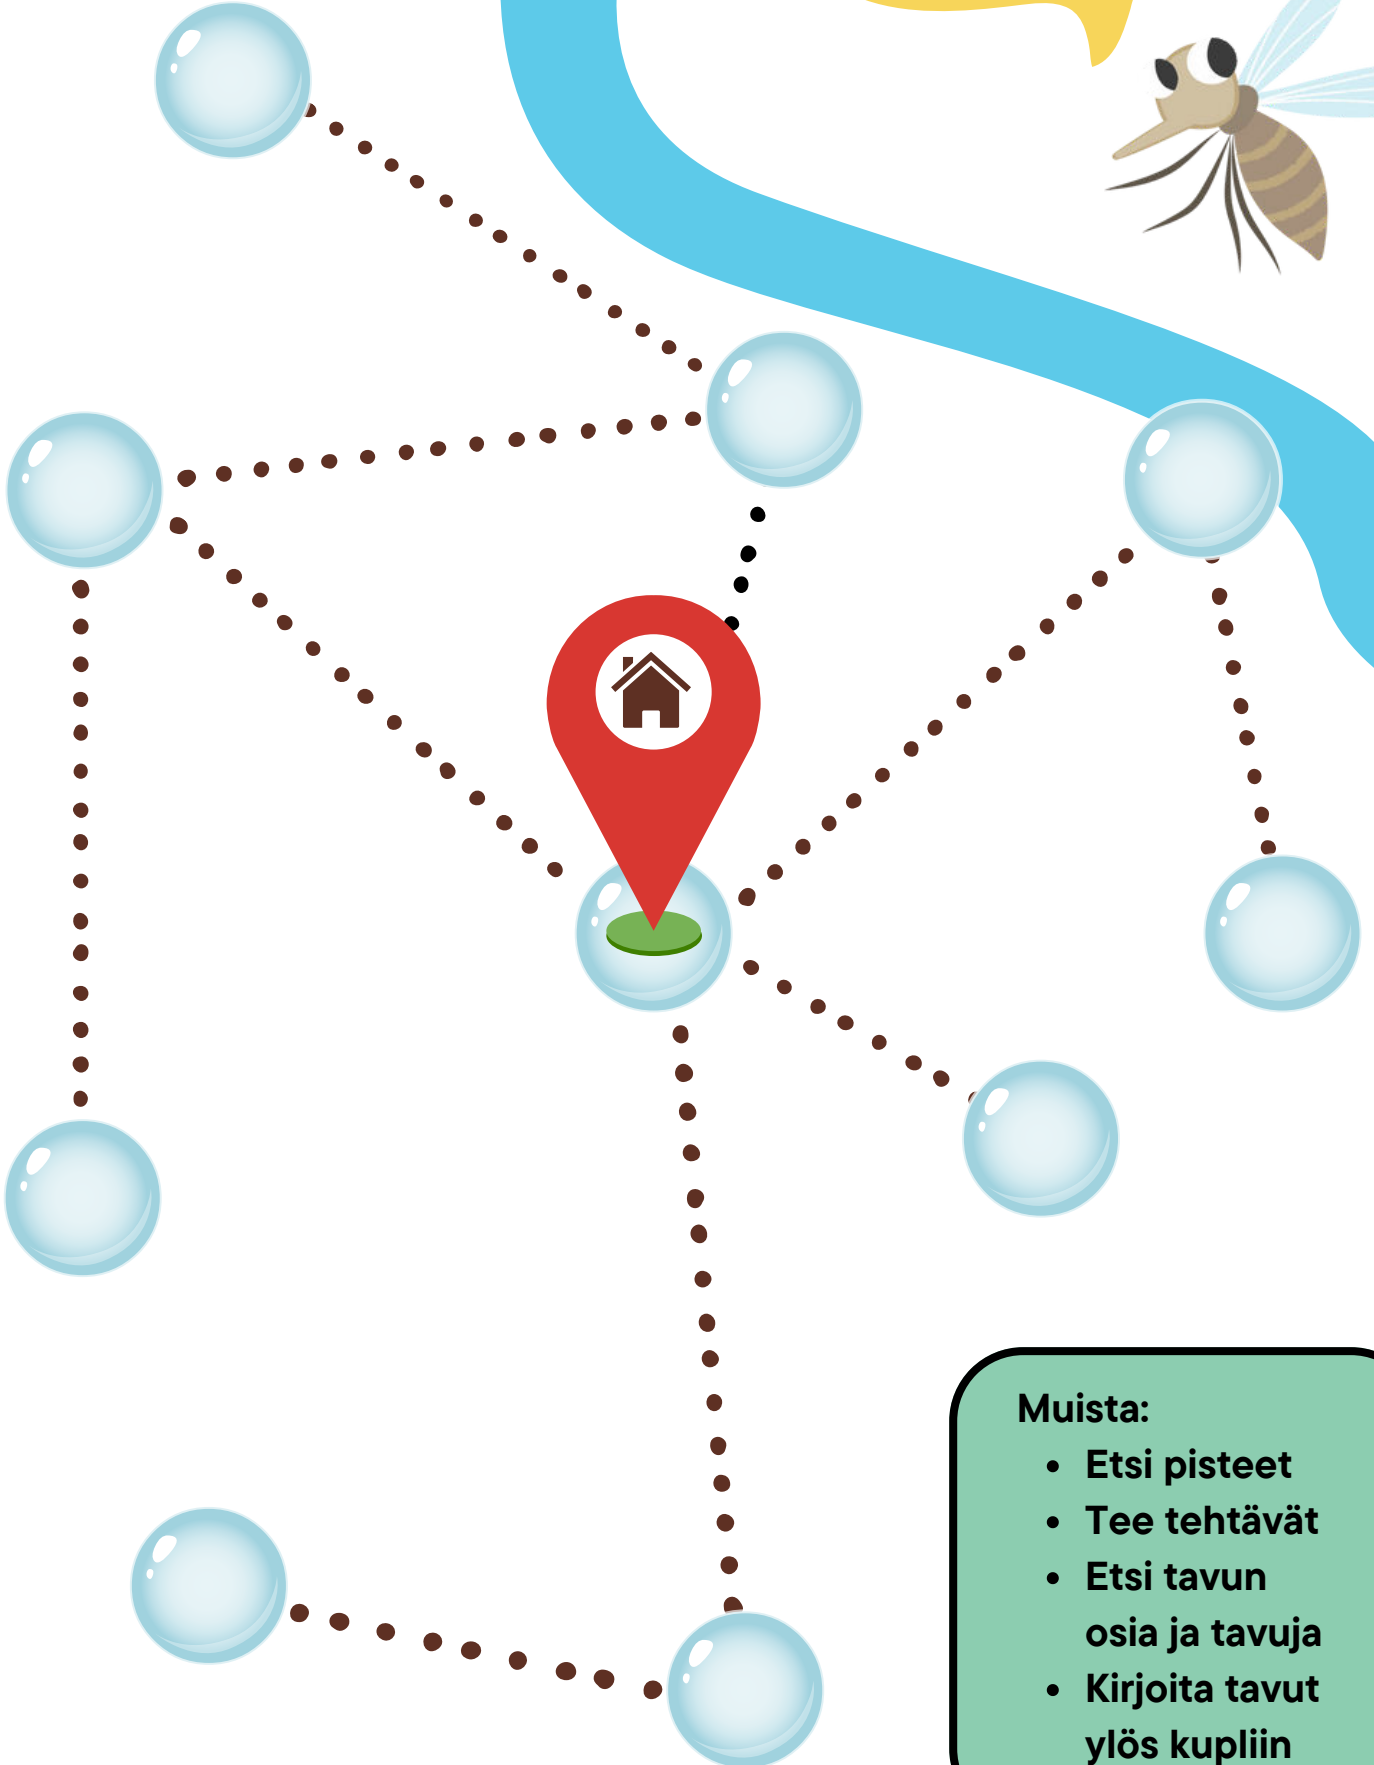 Muista:
• Etsi pisteet
• Tee tehtävät
• Etsi tavun
osia ja tavuja
• Kirjoita tavut
ylös kupliin